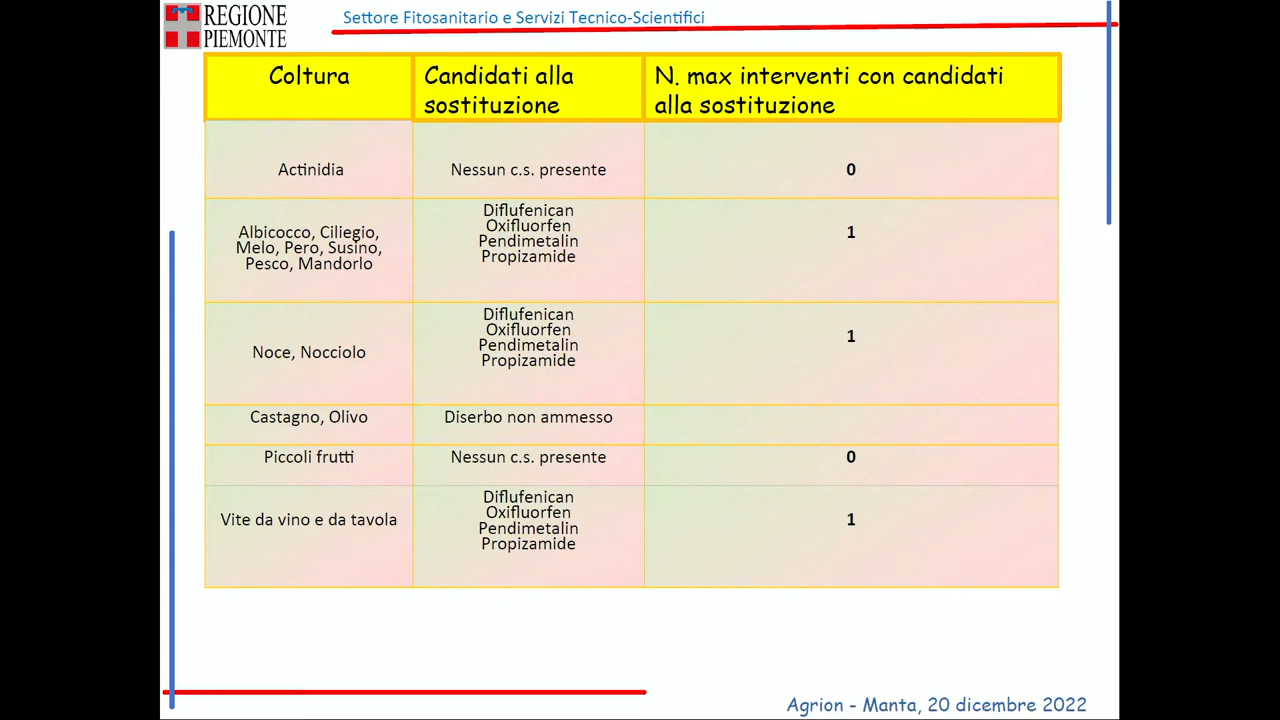 REGIONE
PIEMONTE
Settore Fitosanitario e Servizi Tecnico-Scientifici
Coltura
Candidati alla
sostituzione
N. max interventi con candidati
alla sostituzione
Actinidia
Nessun c.s. presente
0
Albicocco, Ciliegio,
Melo, Pero, Susino,
Pesco, Mandorlo
Diflufenican
Oxifluorfen
Pendimetalin
Propizamide
1
Noce, Nocciolo
Diflufenican
Oxifluorfen
Pendimetalin
Propizamide
1
Castagno, Olivo
Diserbo non ammesso
Piccoli frutti
Nessun c.s. presente
0
Vite da vino e da tavola
Diflufenican
Oxifluorfen
Pendimetalin
Propizamide
1
Agrion - Manta, 20 dicembre 2022